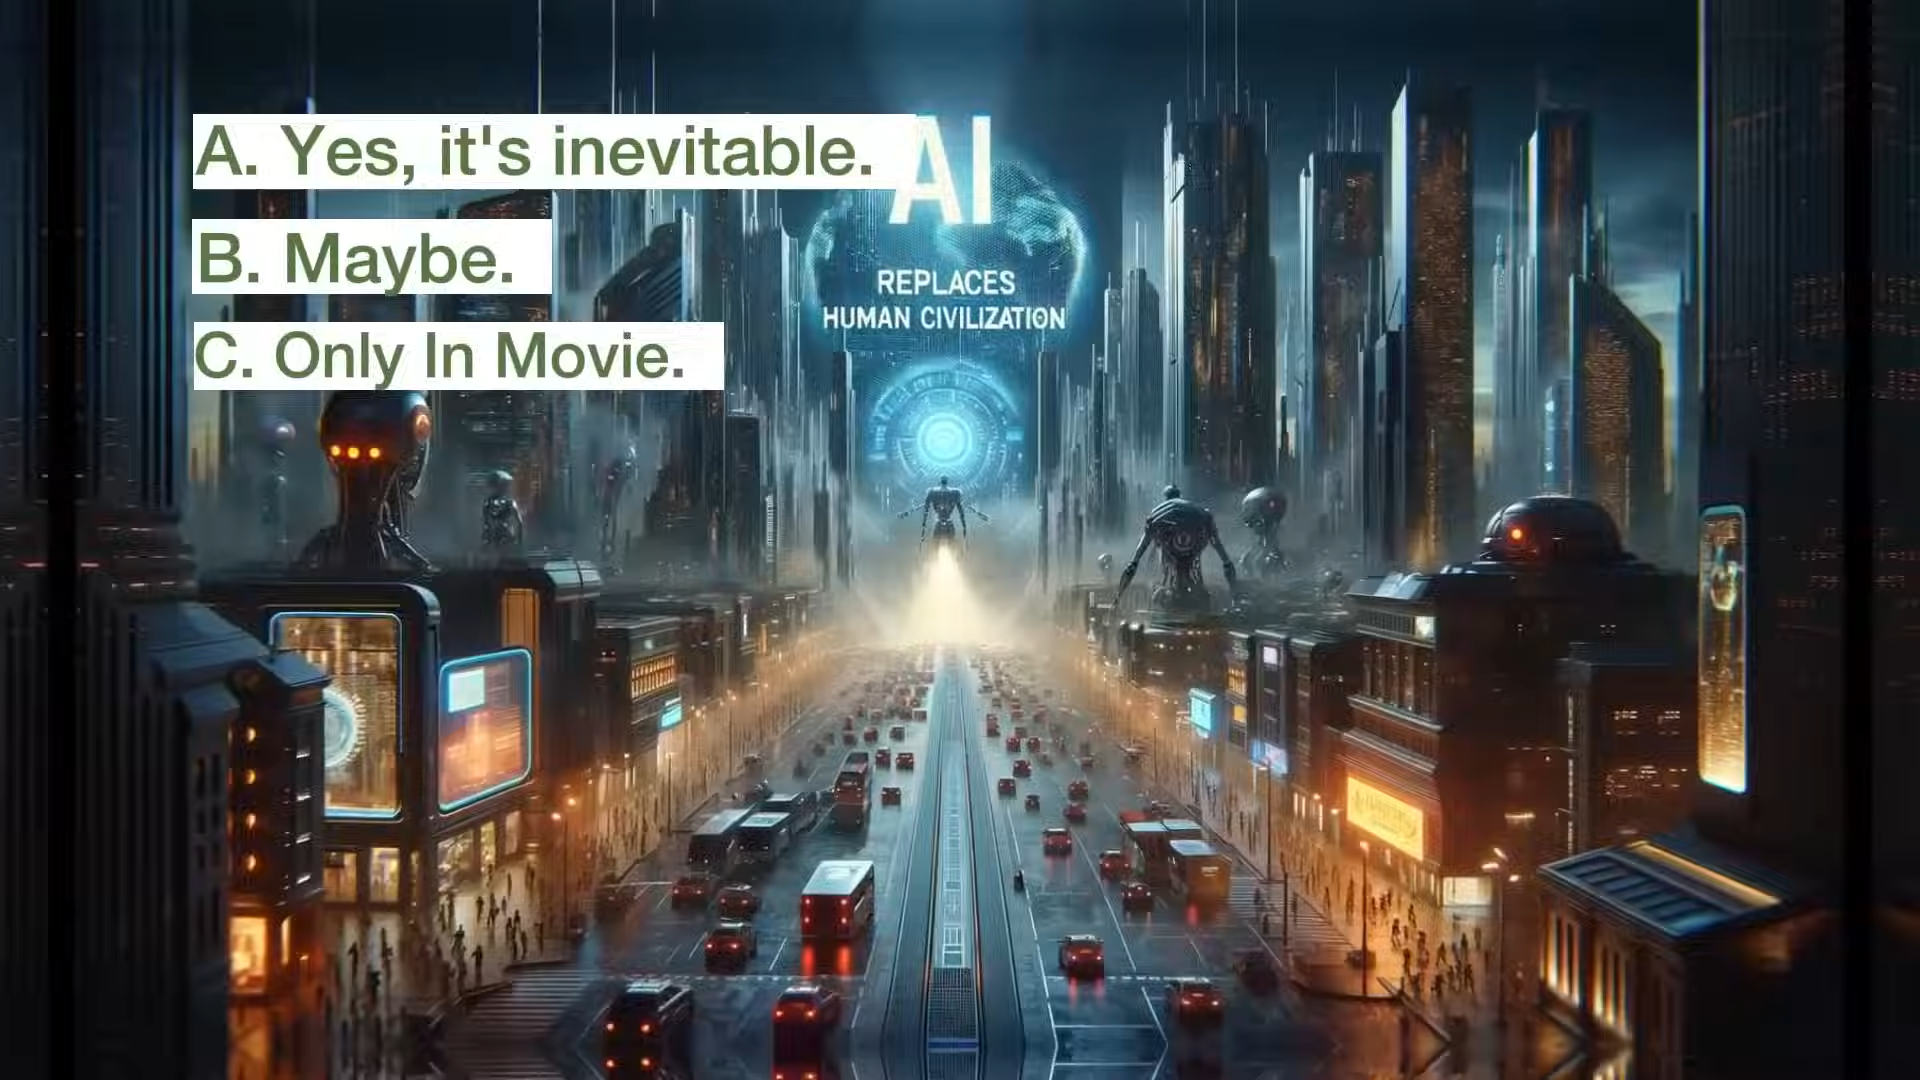 A. Yes, it's inevitable.
B. Maybe.
C. Only In Movie.
AI
REPLACES
HUMAN CIVILIZATION